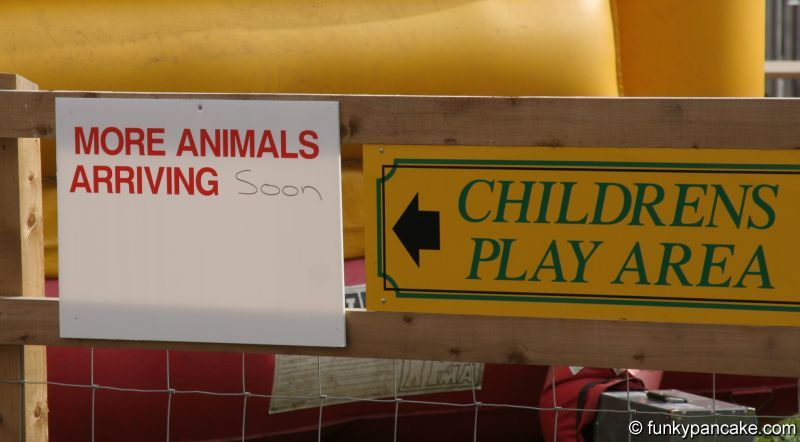 MORE ANIMALS
ARRIVING Soon
CHILDRENS
PLAY AREA
© funkypancake.com